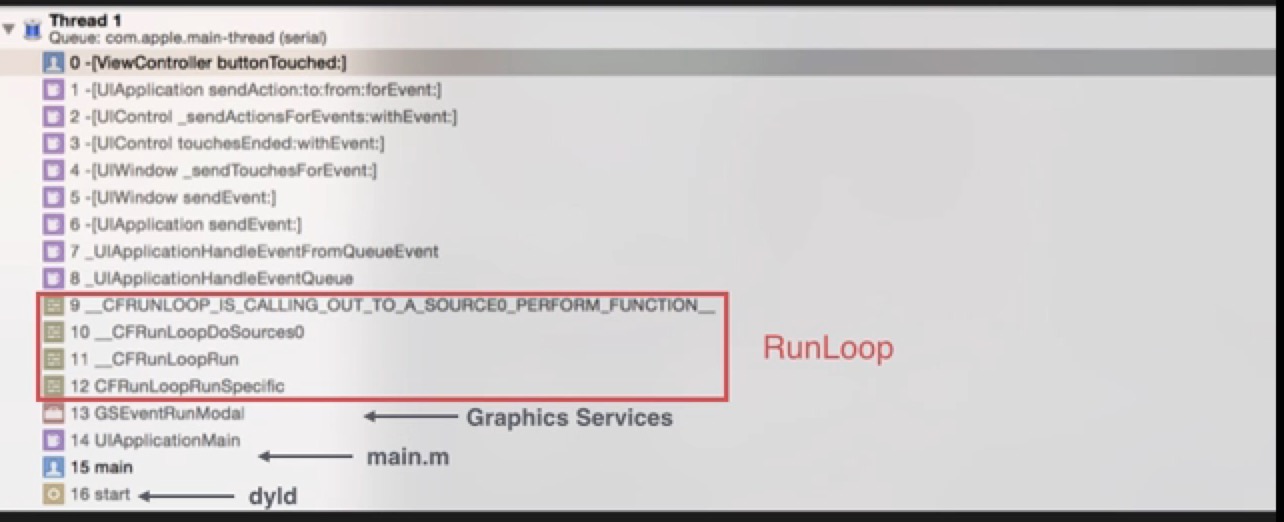 Thread 1
Queue: com.apple.main-thread (serial)
0 -[ViewController buttonTouched:]
1 -[UIApplication sendAction:to:from:forEvent:]
2 -[UIControl _sendActionsForEvents:withEvent:]
3 -[UIControl touchesEnded:withEvent:]
4 -[UIWindow _sendTouchesForEvent:]
5 -[UIWindow sendEvent:]
6 -[UIApplication sendEvent:]
7 _UIApplicationHandleEventFromQueueEvent
8 _UIApplicationHandleEventQueue
9 __CFRUNLOOP_IS_CALLING_OUT_TO_A_SOURCE0_PERFORM_FUNCTION__
10 __CFRunLoopDoSources0
RunLoop
11 __CFRunLoopRun
12 CFRunLoopRunSpecific
13 GSEventRunModal Graphics Services
14 UIApplicationMain
main.m
15 main
16 start dyld